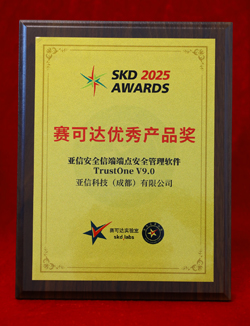 SKD 2025
AWARDS
赛可达优秀产品奖
亚信安全信端端点安全管理软件
TrustOne V9.0
亚信科技（成都）有限公司
赛可达实验室
skd labs